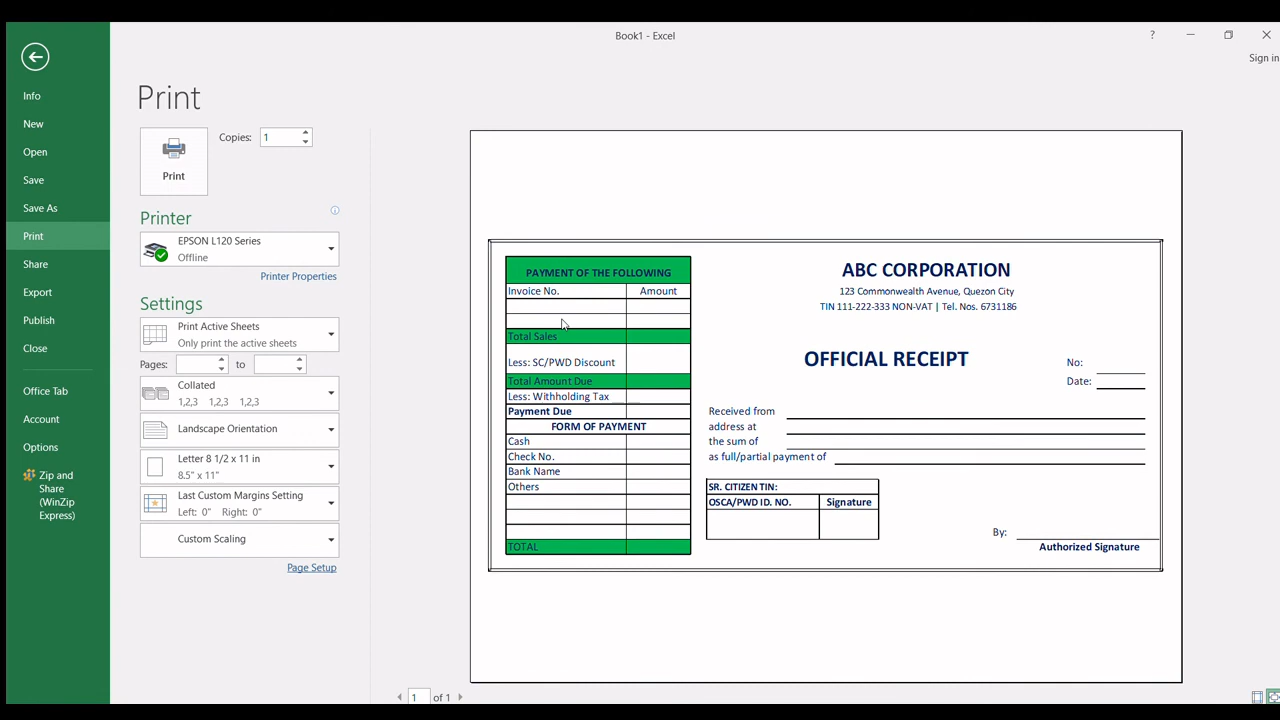 Book1 - Excel
?
Sign in
Info
New
Open
Save
Save As
Print
Share
Export
Publish
Close
Office Tab
Account
Options
Zip and
Share
(WinZip
Express)
Print
Print
Copies: 1
Printer
EPSON L120 Series
Offline
Printer Properties
Settings
Print Active Sheets
Only print the active sheets
Pages: to
Collated
1,2,3 1,2,3 1,2,3
Landscape Orientation
Letter 8 1/2 x 11 in
8.5" x 11"
Last Custom Margins Setting
Left: 0" Right: 0"
Custom Scaling
Page Setup
PAYMENT OF THE FOLLOWING
Invoice No. Amount
Total Sales
Less: SC/PWD Discount
Total Amount Due
Less: Withholding Tax
Payment Due
FORM OF PAYMENT
Cash
Check No.
Bank Name
Others
TOTAL
ABC CORPORATION
123 Commonwealth Avenue, Quezon City
TIN 111-222-333 NON-VAT | Tel. Nos. 6731186
OFFICIAL RECEIPT
No:
Date:
Received from
address at
the sum of
as full/partial payment of
SR. CITIZEN TIN:
OSCA/PWD ID. NO. Signature
By:
Authorized Signature
1 of 1